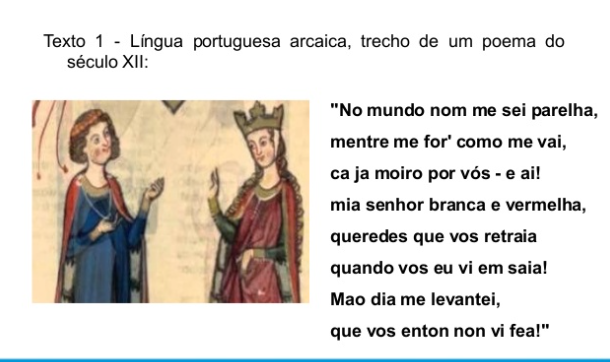 Texto 1 - Língua portuguesa arcaica, trecho de um poema do
século XII:
"No mundo nom me sei parelha,
mentre me for' como me vai,
ca ja moiro por vós - e ai!
mia senhor branca e vermelha,
queredes que vos retraia
quando vos eu vi em saia!
Mao dia me levantei,
que vos enton non vi fea!"